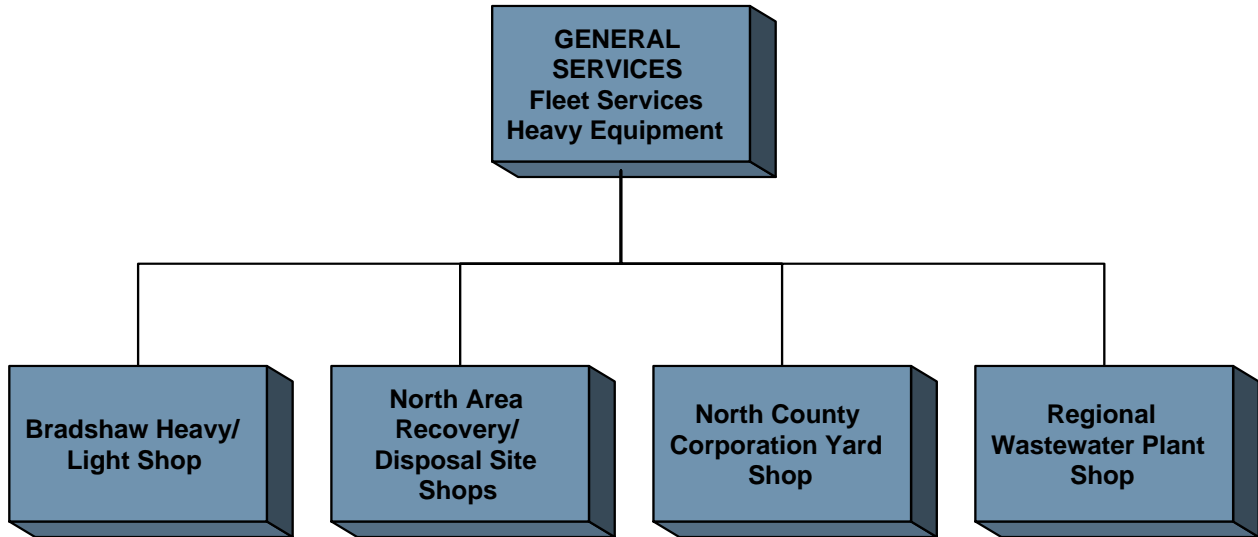 GENERAL
SERVICES
Fleet Services
Heavy Equipment
Bradshaw Heavy/
Light Shop
North Area
Recovery/
Disposal Site
Shops
North County
Corporation Yard
Shop
Regional
Wastewater Plant
Shop